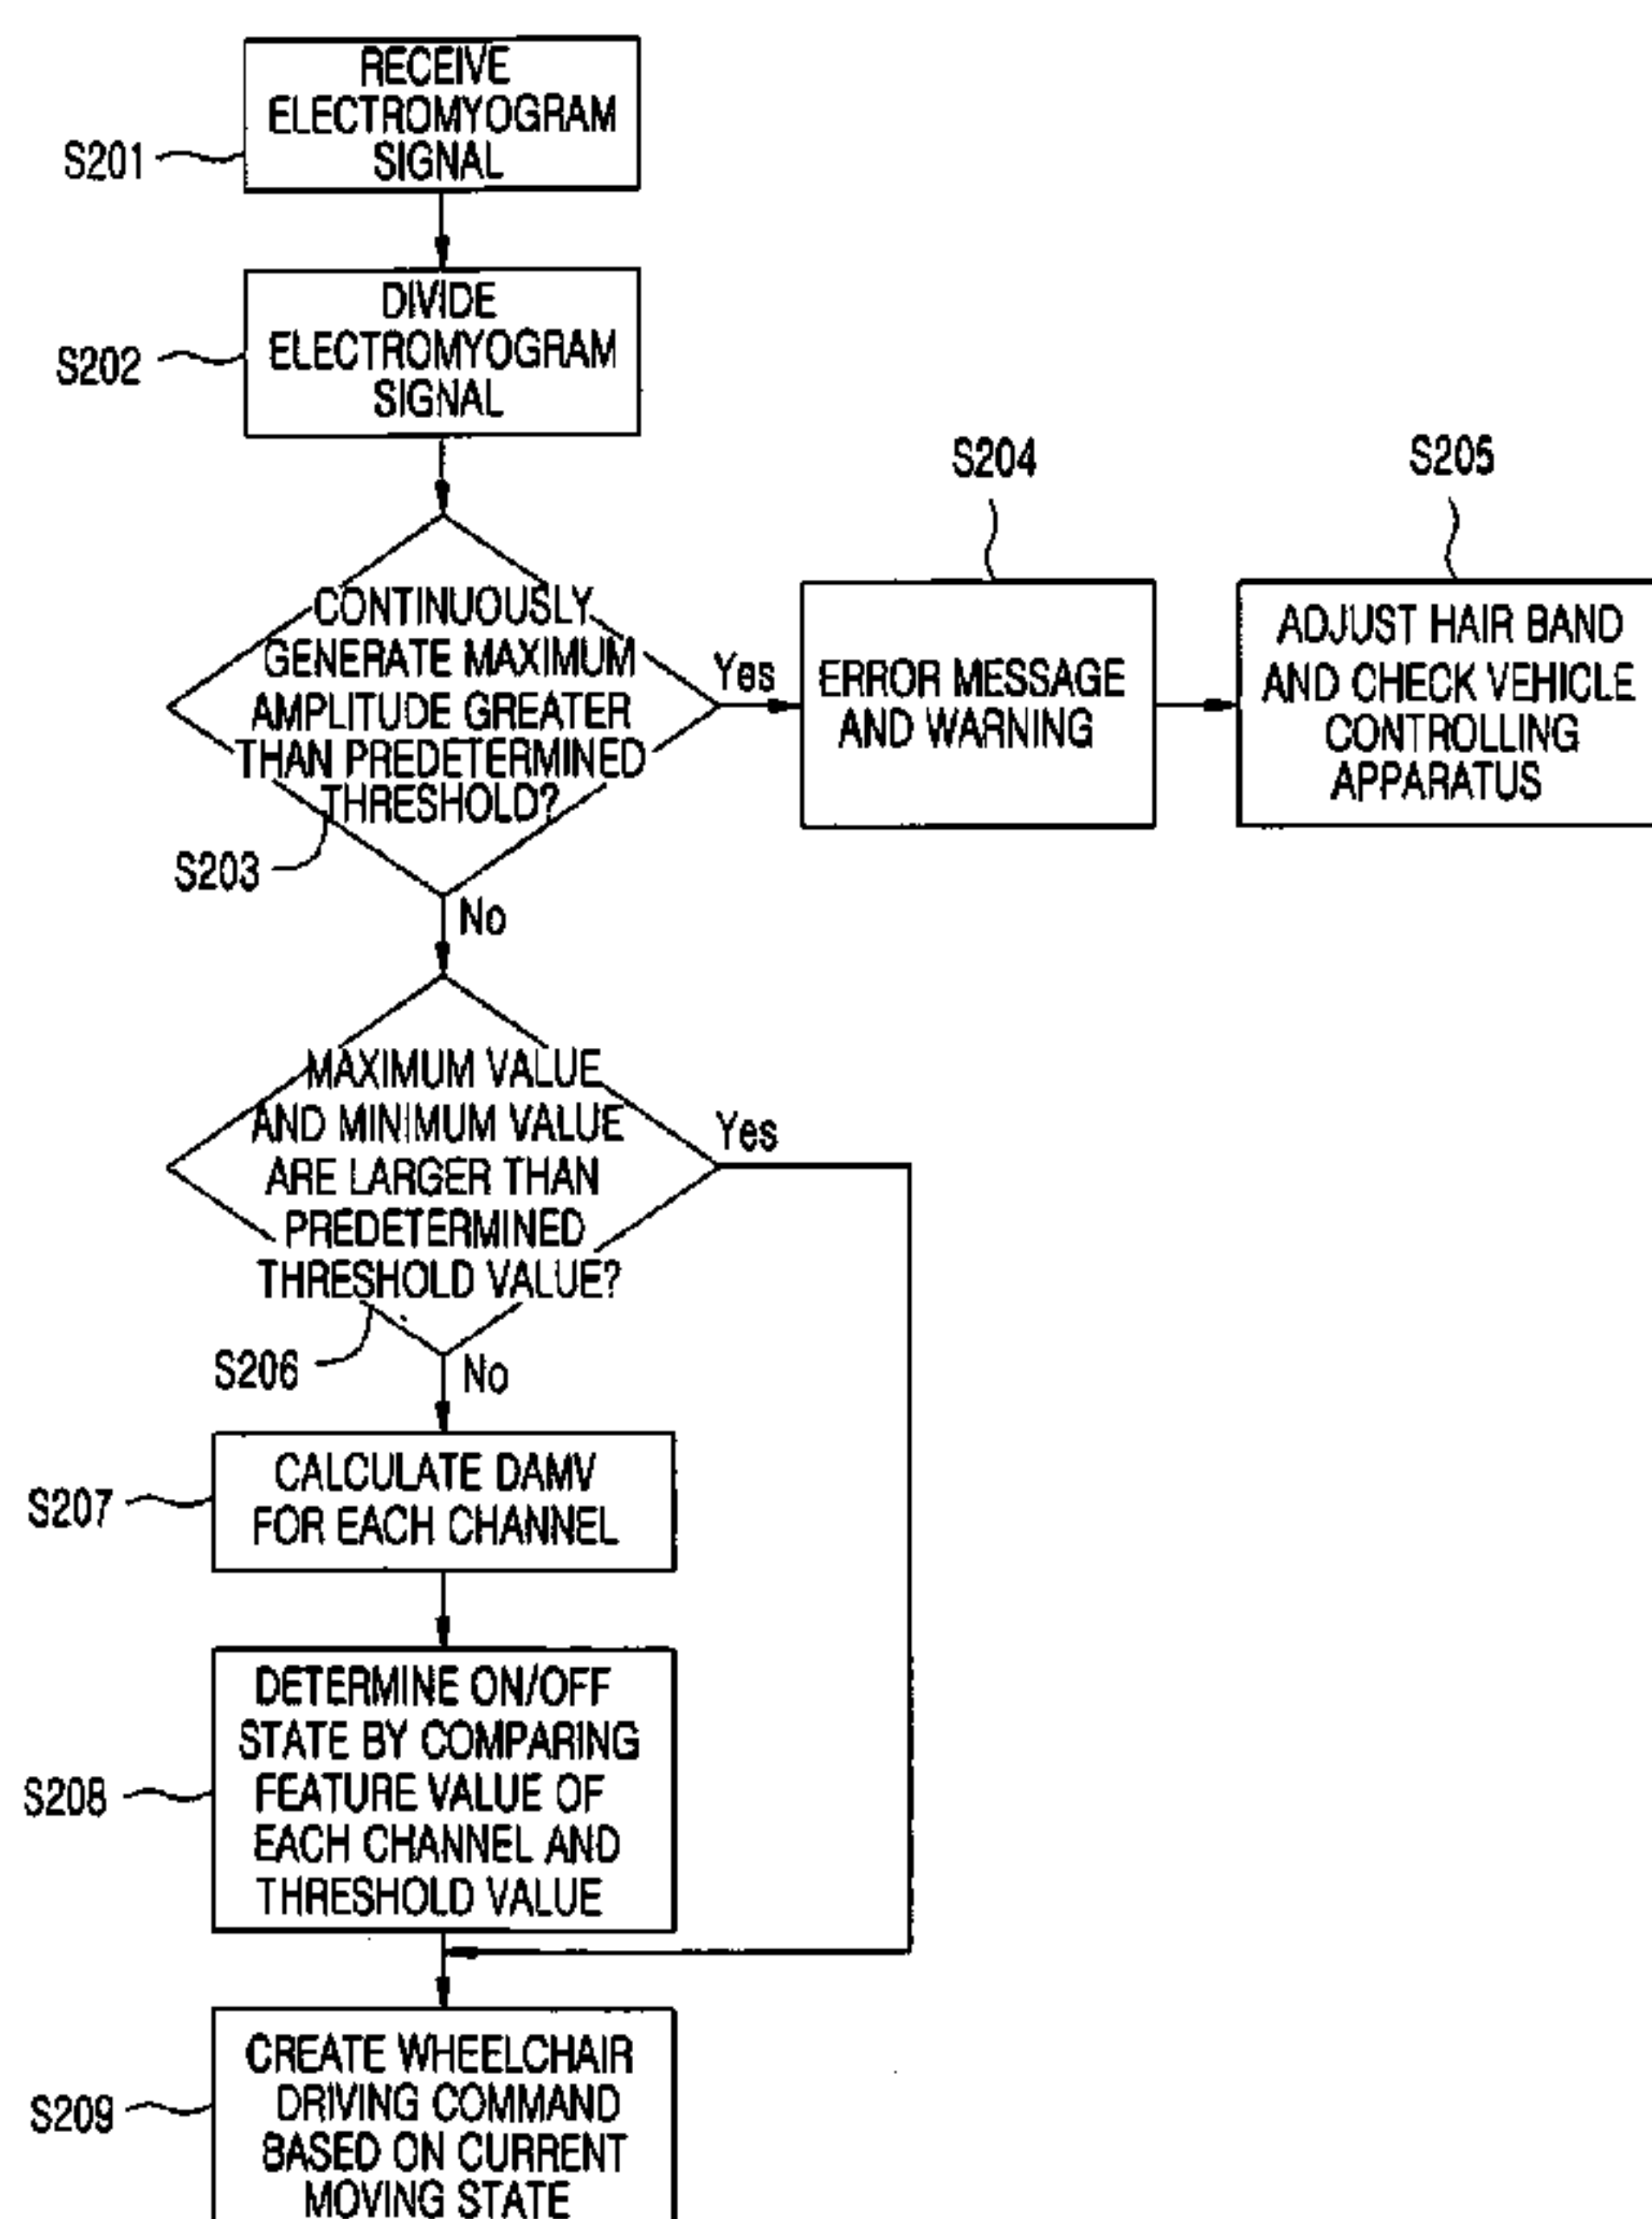 RECEIVE
ELECTROMYOGRAM
SIGNAL
S201
DIVIDE
ELECTROMYOGRAM
SIGNAL
S202
CONTINUOUSLY
GENERATE MAXIMUM
AMPLITUDE GREATER
THAN PREDETERMINED
THRESHOLD?
S203
Yes
No
S204
ERROR MESSAGE
AND WARNING
S205
ADJUST HAIR BAND
AND CHECK VEHICLE
CONTROLLING
APPARATUS
MAXIMUM VALUE
AND MINIMUM VALUE
ARE LARGER THAN
PREDETERMINED
THRESHOLD VALUE?
S206
Yes
No
CALCULATE DAMV
FOR EACH CHANNEL
S207
DETERMINE ON/OFF
STATE BY COMPARING
FEATURE VALUE OF
EACH CHANNEL AND
THRESHOLD VALUE
S208
CREATE WHEELCHAIR
DRIVING COMMAND
BASED ON CURRENT
MOVING STATE
S209